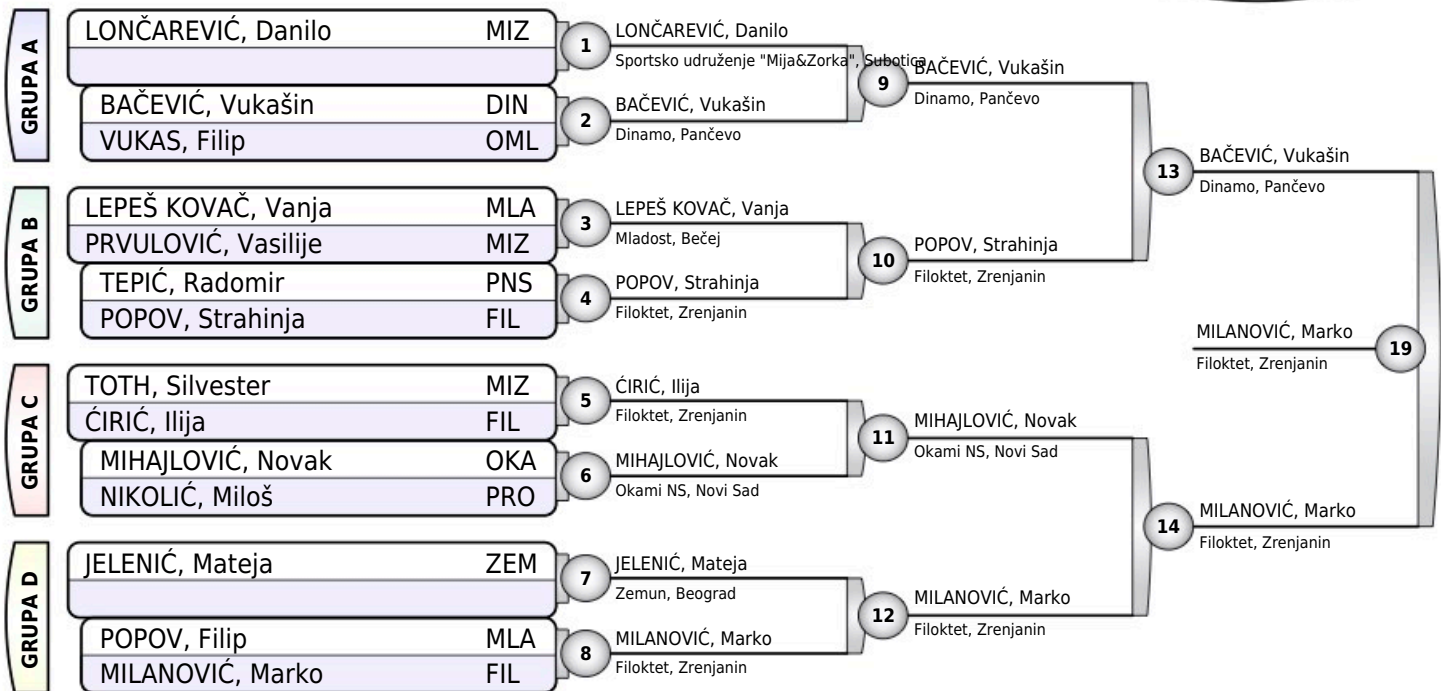 GRUPA A
LONČAREVIĆ, Danilo MIZ
BAČEVIĆ, Vukašin DIN
VUKAS, Filip OML
GRUPA B
LEPEŠ KOVAČ, Vanja MLA
PRVULOVIĆ, Vasilije MIZ
TEPIĆ, Radomir PNS
POPOV, Strahinja FIL
GRUPA C
TOTH, Silvester MIZ
ĆIRIĆ, Ilija FIL
MIHAJLOVIĆ, Novak OKA
NIKOLIĆ, Miloš PRO
GRUPA D
JELENIĆ, Mateja ZEM
POPOV, Filip MLA
MILANOVIĆ, Marko FIL
1 LONČAREVIĆ, Danilo
Sportsko udruženje "Mija&Zorka", Subotica
2 BAČEVIĆ, Vukašin
Dinamo, Pančevo
3 LEPEŠ KOVAČ, Vanja
Mladost, Bečej
4 POPOV, Strahinja
Filoktet, Zrenjanin
5 ĆIRIĆ, Ilija
Filoktet, Zrenjanin
6 MIHAJLOVIĆ, Novak
Okami NS, Novi Sad
7 JELENIĆ, Mateja
Zemun, Beograd
8 MILANOVIĆ, Marko
Filoktet, Zrenjanin
9 BAČEVIĆ, Vukašin
Dinamo, Pančevo
10 POPOV, Strahinja
Filoktet, Zrenjanin
11 MIHAJLOVIĆ, Novak
Okami NS, Novi Sad
12 MILANOVIĆ, Marko
Filoktet, Zrenjanin
13 BAČEVIĆ, Vukašin
Dinamo, Pančevo
14 MILANOVIĆ, Marko
Filoktet, Zrenjanin
MILANOVIĆ, Marko 19
Filoktet, Zrenjanin